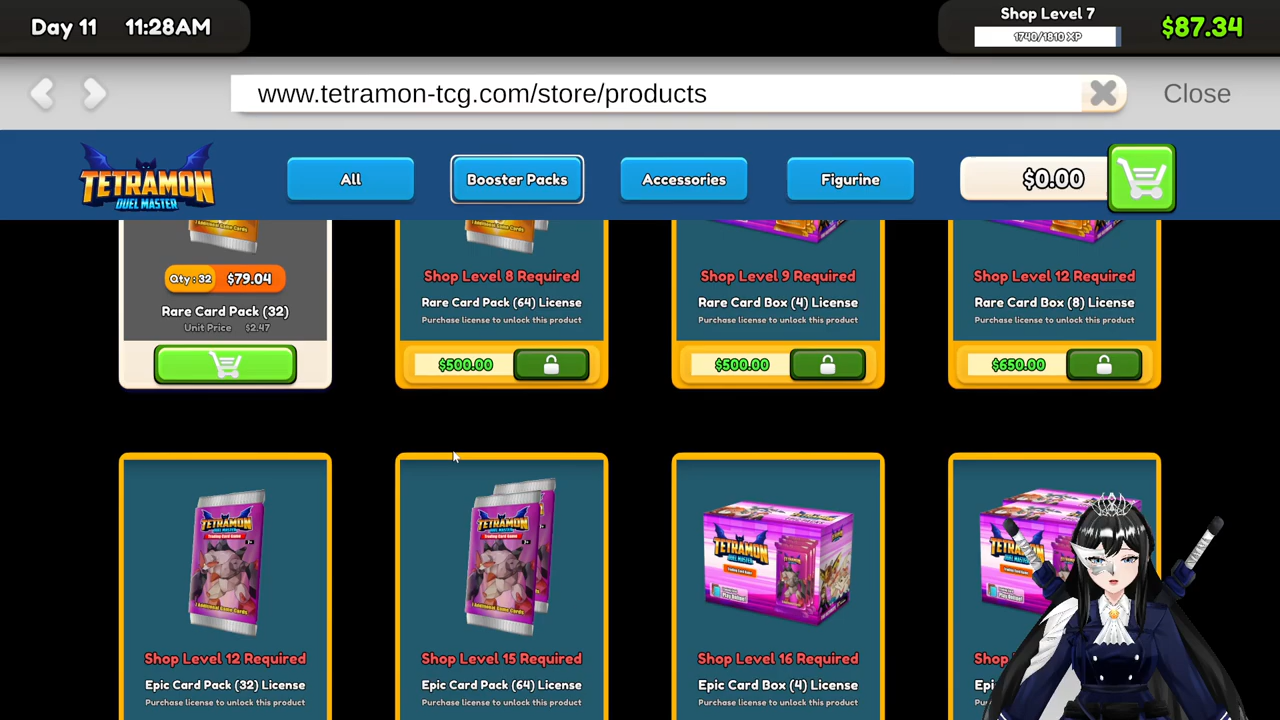 Day 11 11:28AM
Shop Level 7
1740/1810 XP
$87.34
www.tetramon-tcg.com/store/products
Close
TETRAMON
DUEL MASTER
All
Booster Packs
Accessories
Figurine
$0.00
Qty : 32 $79.04
Rare Card Pack (32)
Unit Price $2.47
Shop Level 8 Required
Rare Card Pack (64) License
Purchase license to unlock this product
$500.00
Shop Level 9 Required
Rare Card Box (4) License
Purchase license to unlock this product
$500.00
Shop Level 12 Required
Rare Card Box (8) License
Purchase license to unlock this product
$650.00
TETRAMON
Shop Level 12 Required
Epic Card Pack (32) License
Purchase license to unlock this product
TETRAMON
Shop Level 15 Required
Epic Card Pack (64) License
Purchase license to unlock this product
TETRAMON
Shop Level 16 Required
Epic Card Box (4) License
Purchase license to unlock this product